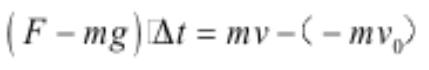 (F − mg)□Δt = mv −(− mv₀)